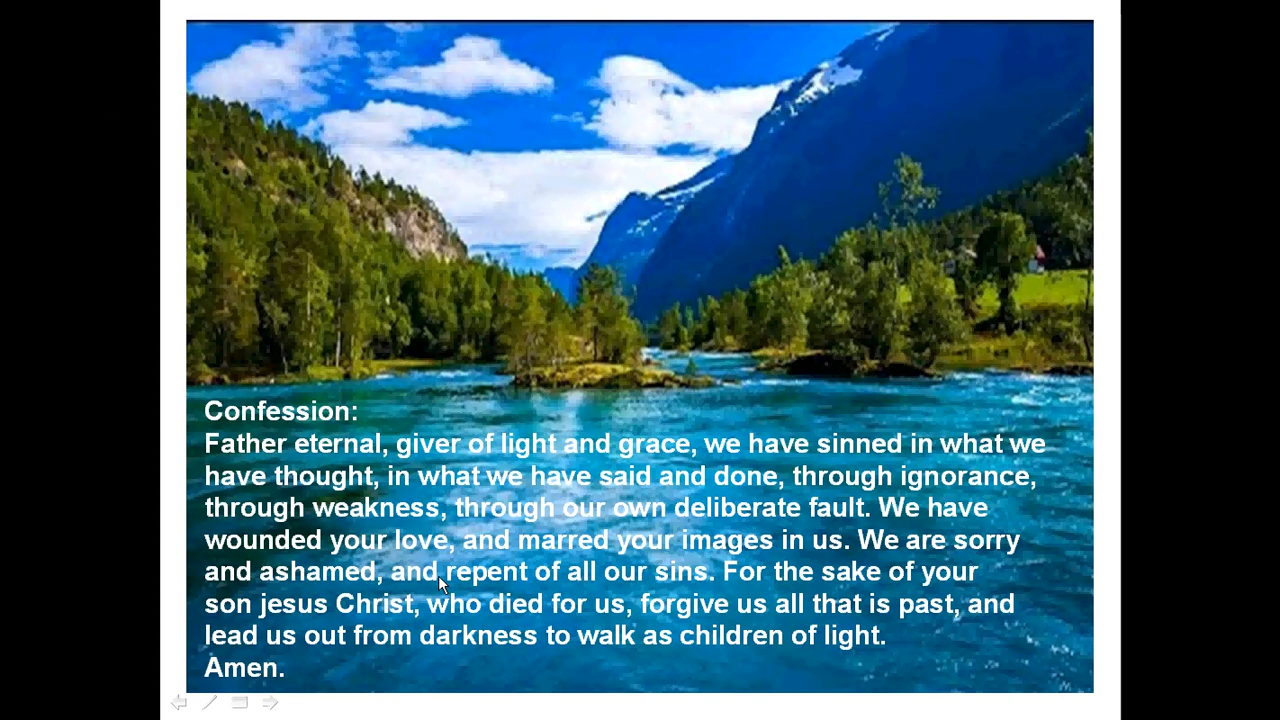 Confession:
Father eternal, giver of light and grace, we have sinned in what we
have thought, in what we have said and done, through ignorance,
through weakness, through our own deliberate fault. We have
wounded your love, and marred your images in us. We are sorry
and ashamed, and repent of all our sins. For the sake of your
son jesus Christ, who died for us, forgive us all that is past, and
lead us out from darkness to walk as children of light.
Amen.